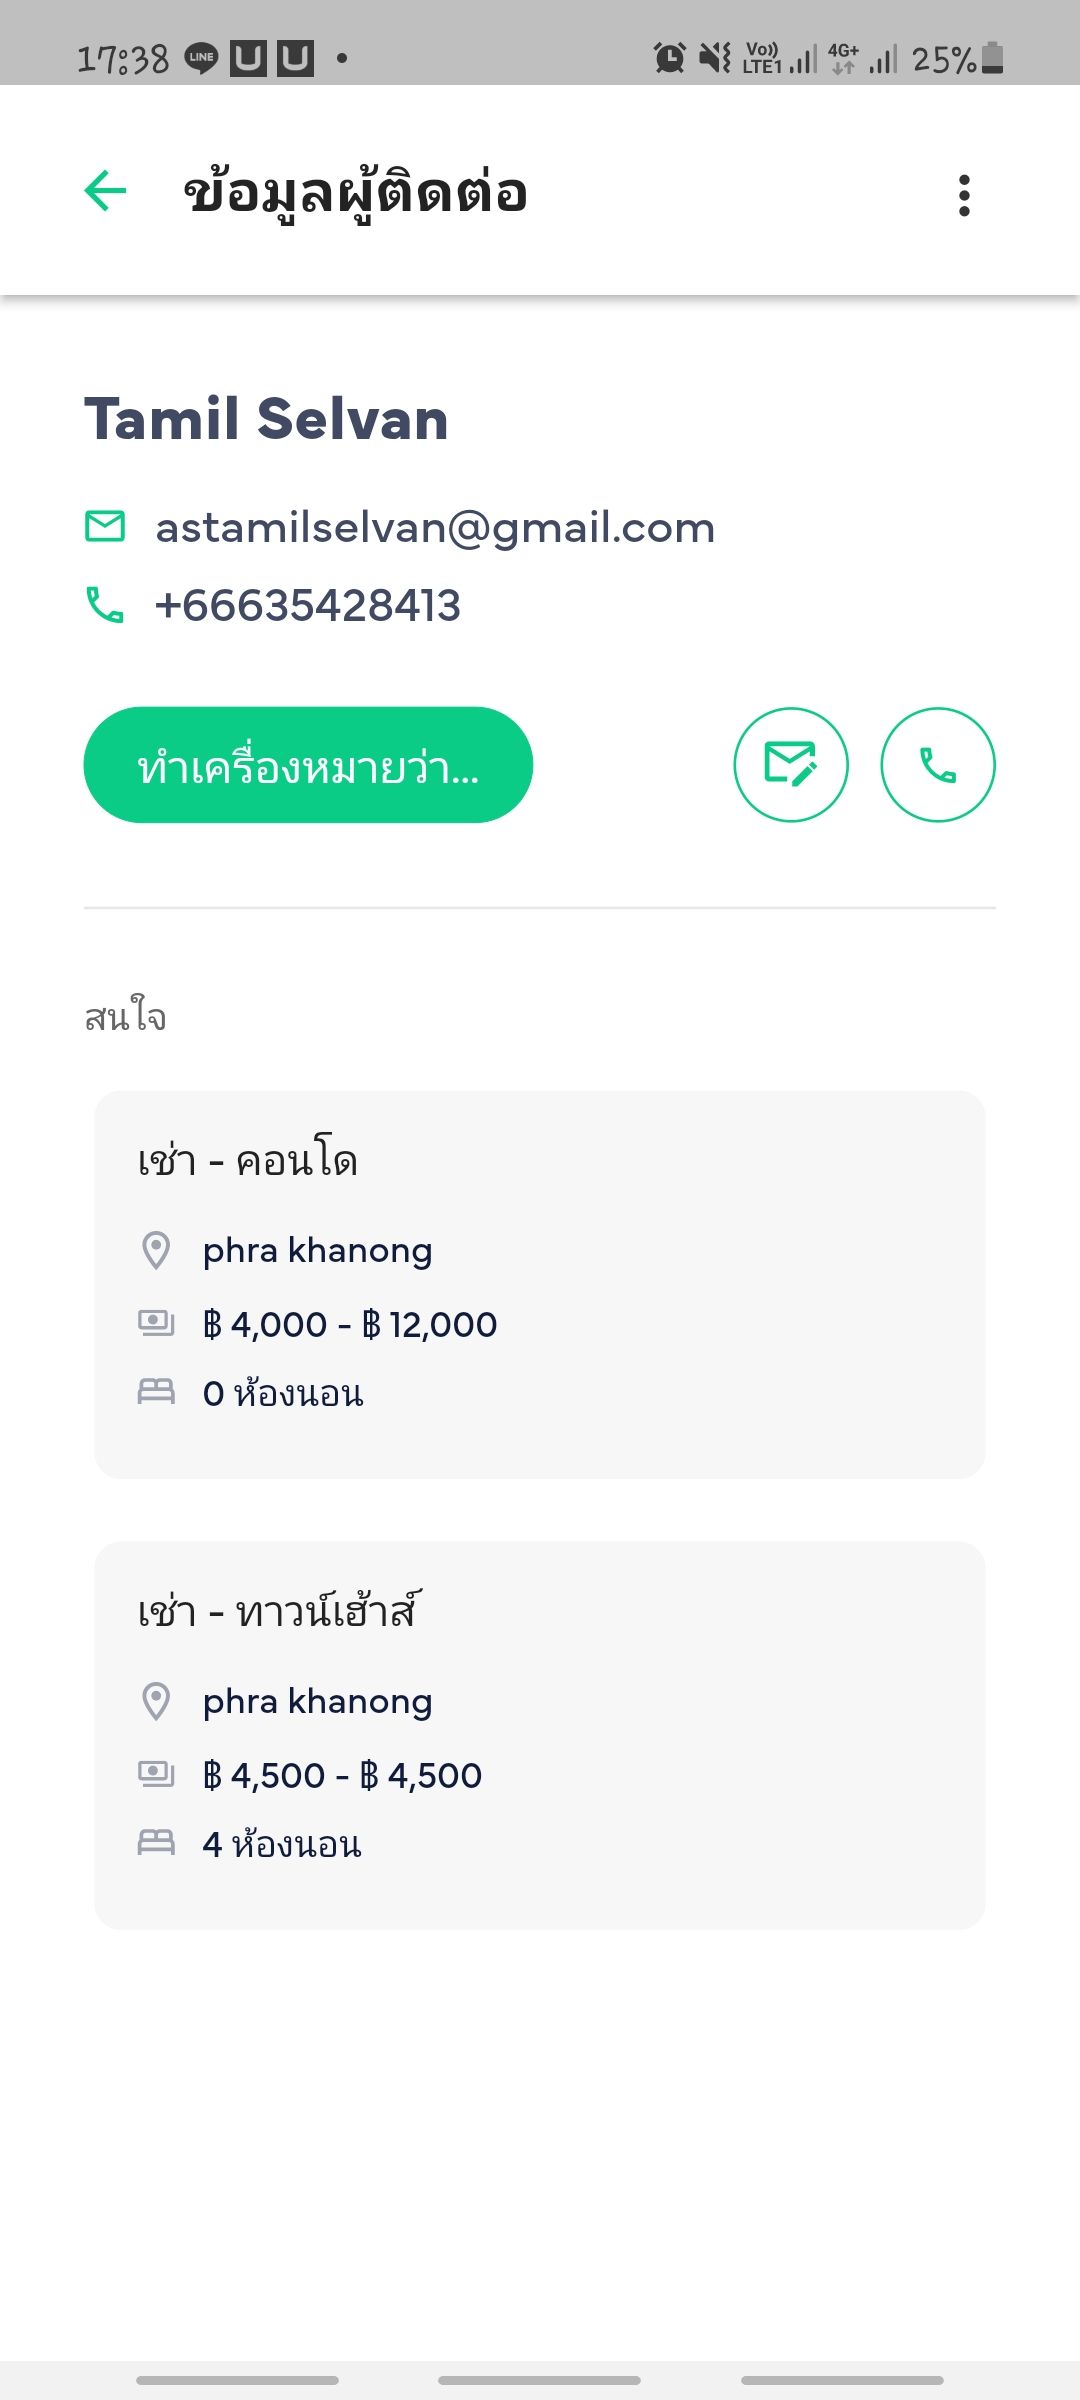 17:38 LINE U U Vo)) LTE1 4G+ 25%
ข้อมูลผู้ติดต่อ
Tamil Selvan
astamilselvan@gmail.com
+66635428413
ทำเครื่องหมายว่า...
สนใจ
เช่า - คอนโด
phra khanong
฿ 4,000 - ฿ 12,000
0 ห้องนอน
เช่า - ทาวน์เฮ้าส์
phra khanong
฿ 4,500 - ฿ 4,500
4 ห้องนอน